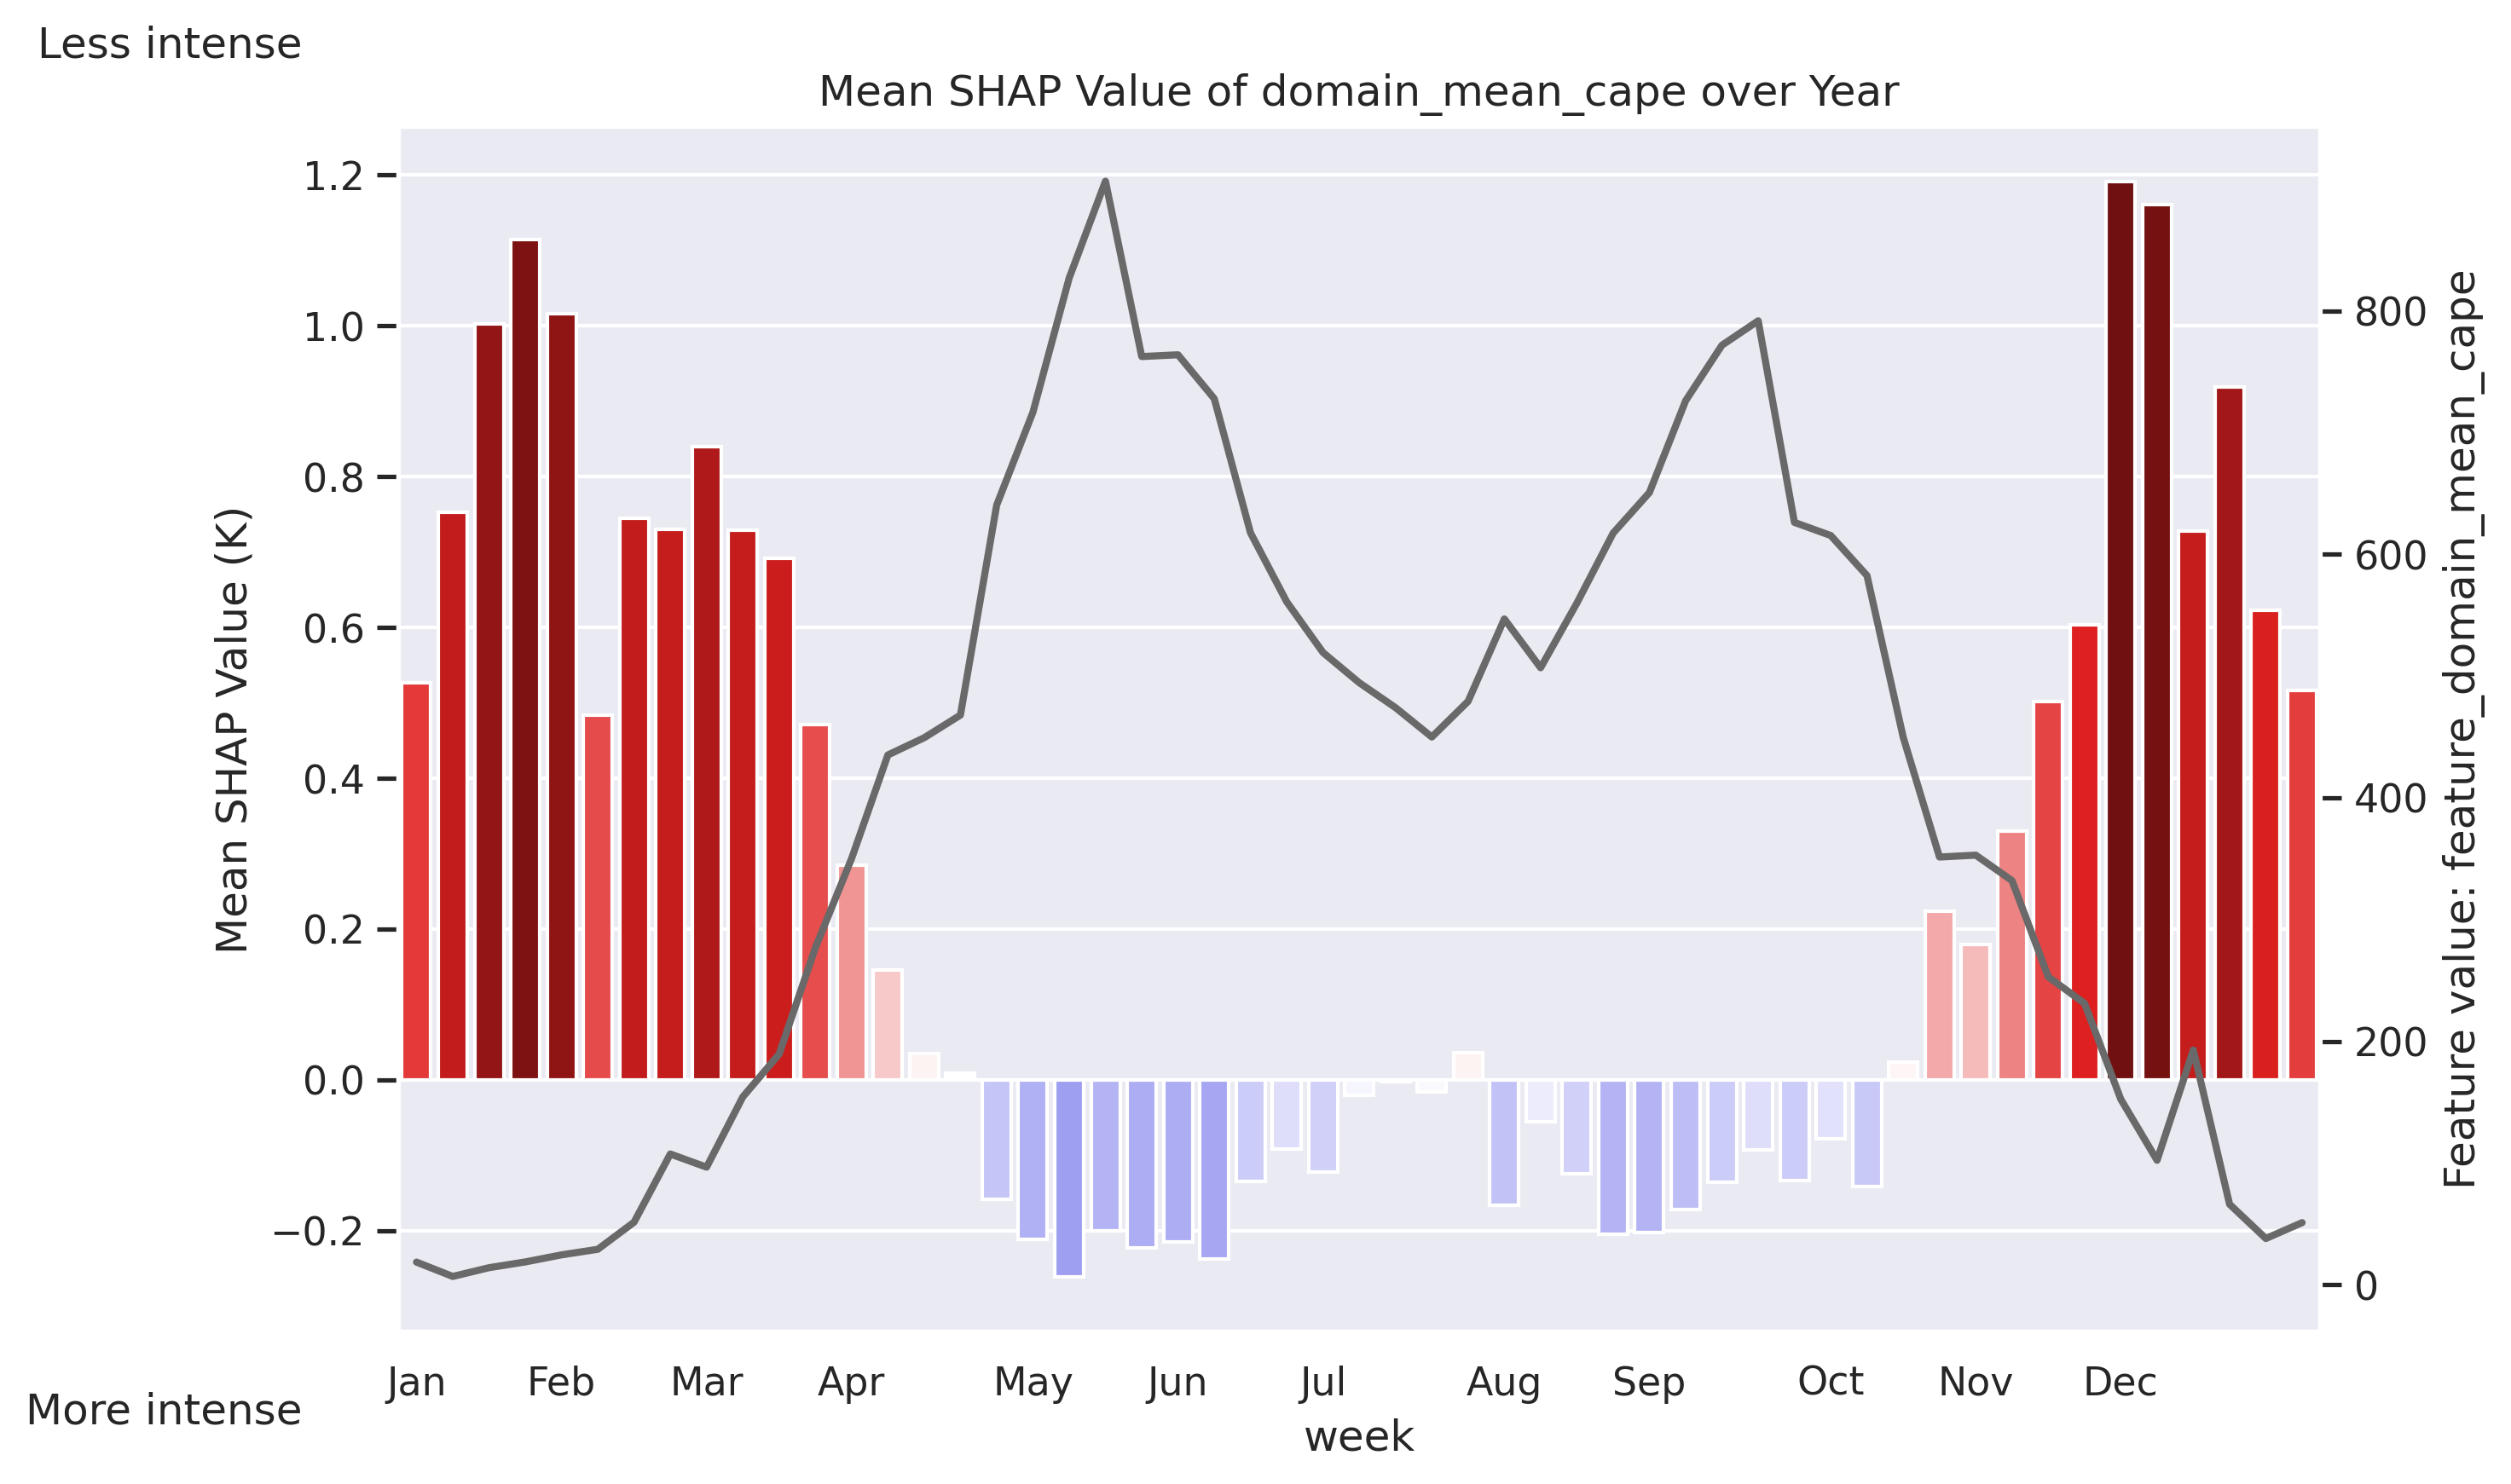 Less intense
Mean SHAP Value of domain_mean_cape over Year
Mean SHAP Value (K)
1.2
1.0
0.8
0.6
0.4
0.2
0.0
−0.2
800
600
400
200
0
Feature value: feature_domain_mean_cape
Jan Feb Mar Apr May Jun Jul Aug Sep Oct Nov Dec
More intense
week